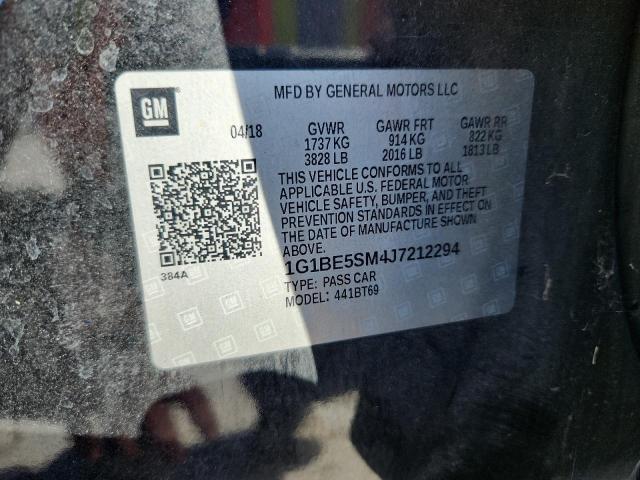 GM
MFD BY GENERAL MOTORS LLC
04/18 GVWR GAWR FRT GAWR RR
1737 KG 914 KG 822 KG
3828 LB 2016 LB 1813 LB
THIS VEHICLE CONFORMS TO ALL
APPLICABLE U.S. FEDERAL MOTOR
VEHICLE SAFETY, BUMPER, AND THEFT
PREVENTION STANDARDS IN EFFECT ON
THE DATE OF MANUFACTURE SHOWN
ABOVE.
384A
1G1BE5SM4J7212294
TYPE: PASS CAR
MODEL: 441BT69